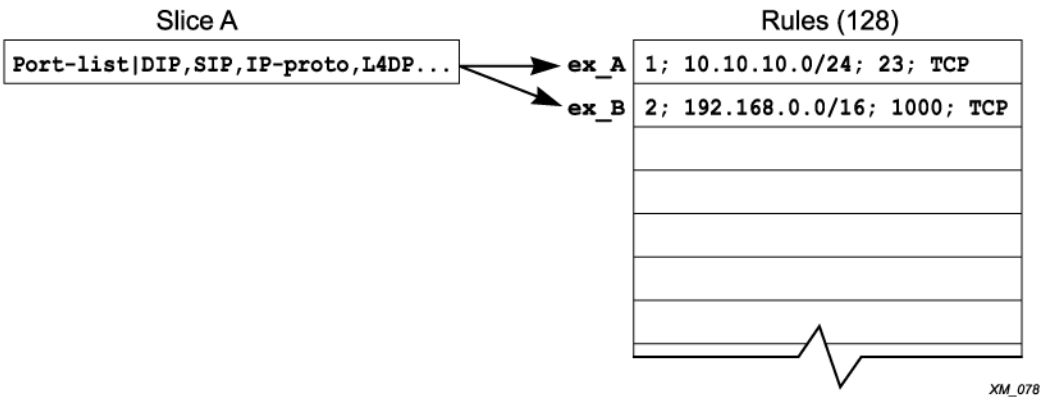 Slice A
Rules (128)
Port-list|DIP,SIP,IP-proto,L4DP...
ex_A
1; 10.10.10.0/24; 23; TCP
ex_B
2; 192.168.0.0/16; 1000; TCP
XM_078